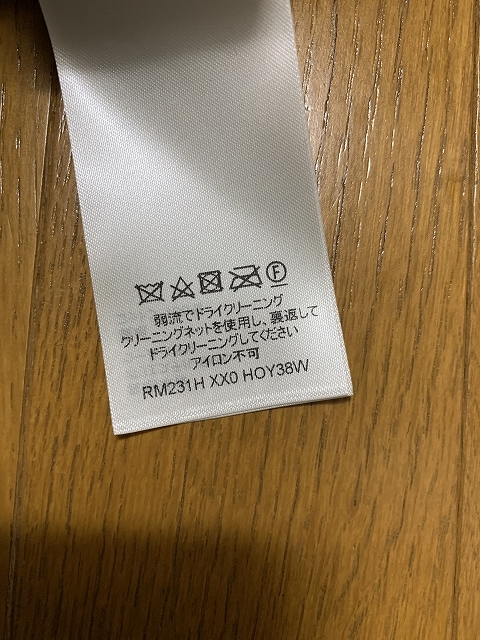 F
弱流でドライクリーニング
クリーニングネットを使用し、裏返して
ドライクリーニングしてください
アイロン不可
RM231H XX0 HOY38W